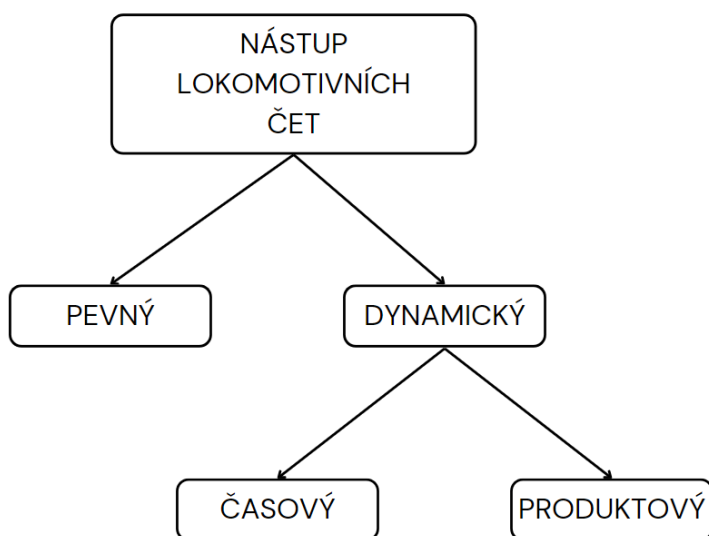 NÁSTUP
LOKOMOTIVNÍCH
ČET
PEVNÝ
DYNAMICKÝ
ČASOVÝ
PRODUKTOVÝ